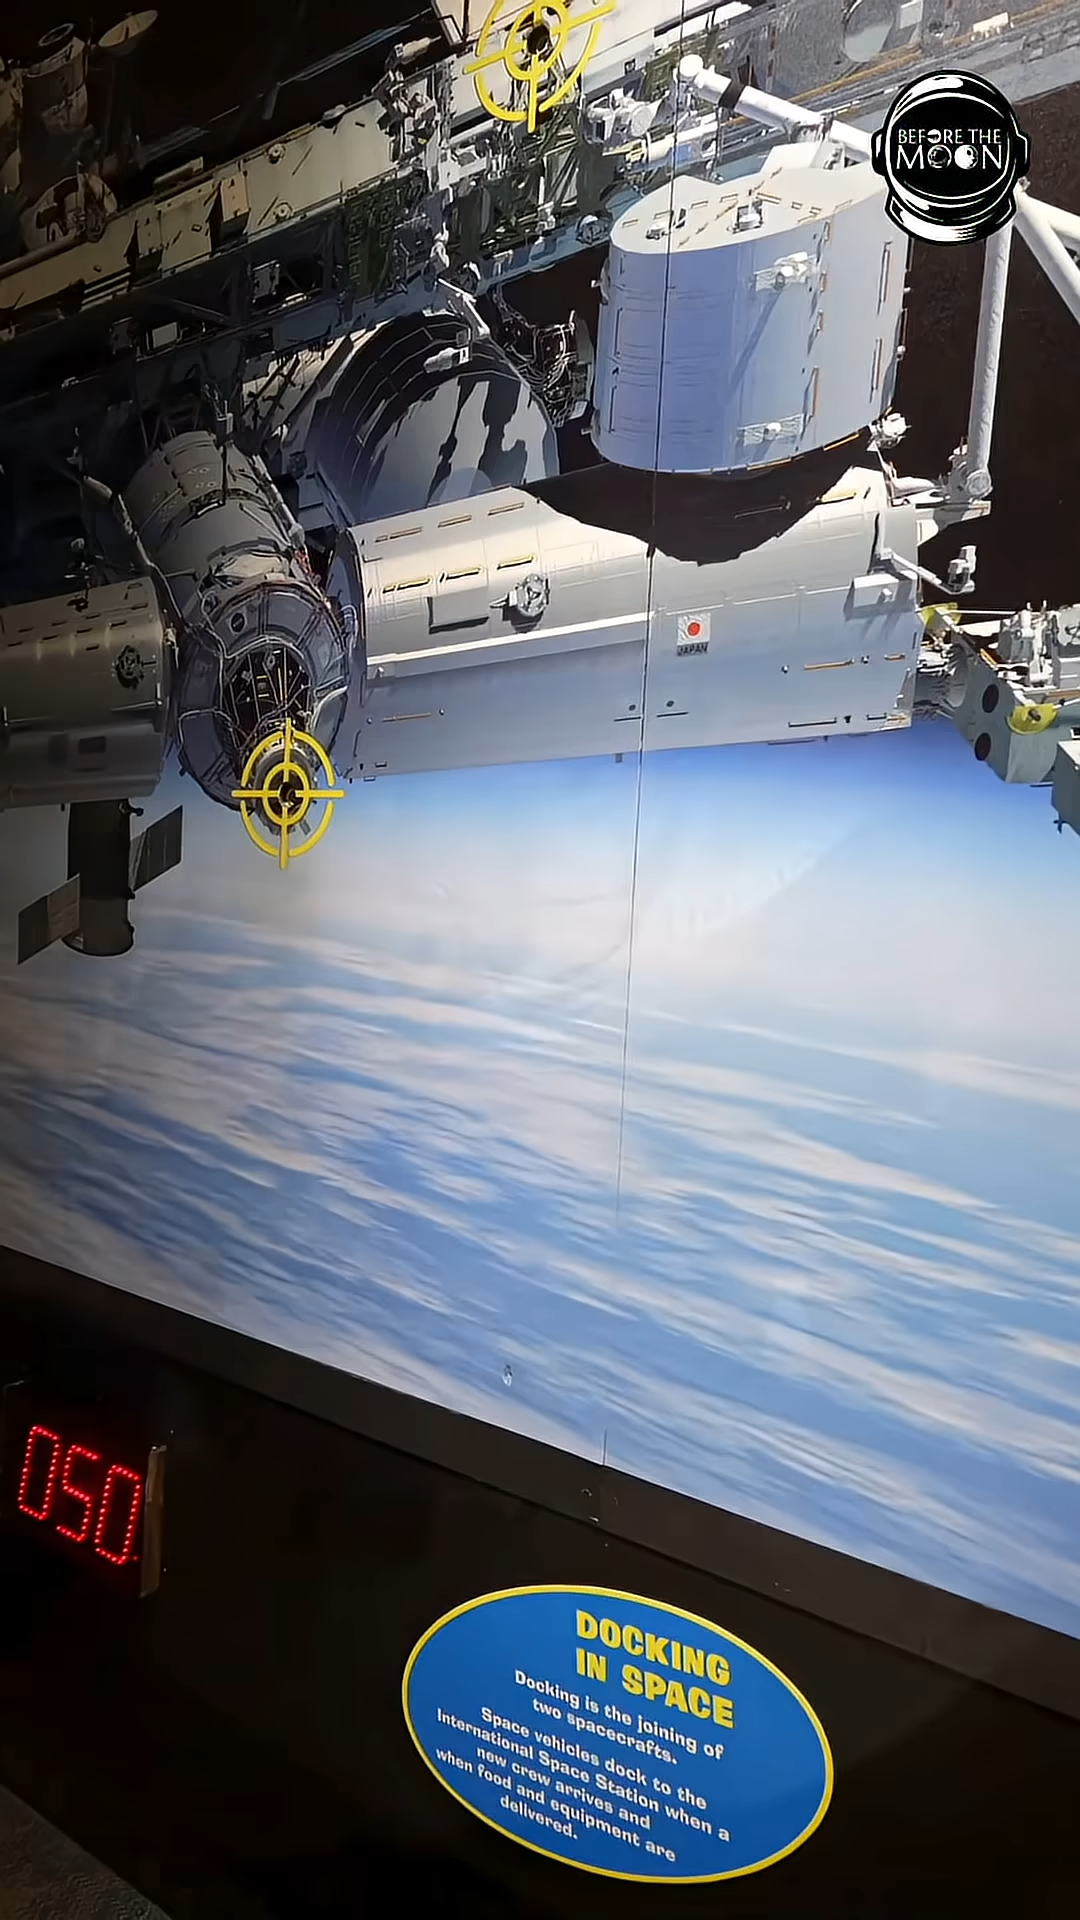 BEFORE THE
MOON
JAPAN
050
DOCKING
IN SPACE
Docking is the joining of
two spacecrafts.
Space vehicles dock to the
International Space Station when a
new crew arrives and
when food and equipment are
delivered.